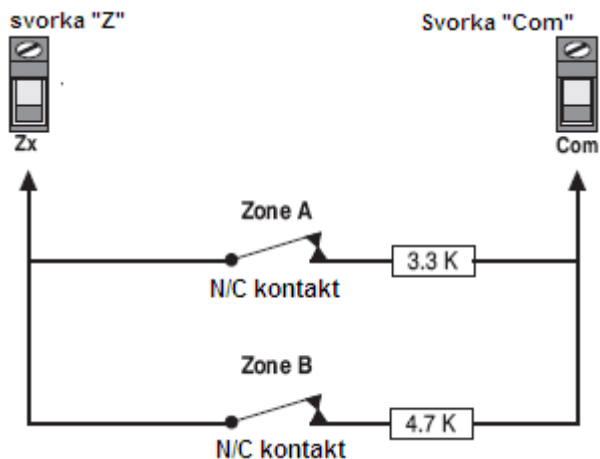 svorka "Z"
Svorka "Com"
Zx
Com
Zone A
3.3 K
N/C kontakt
Zone B
4.7 K
N/C kontakt